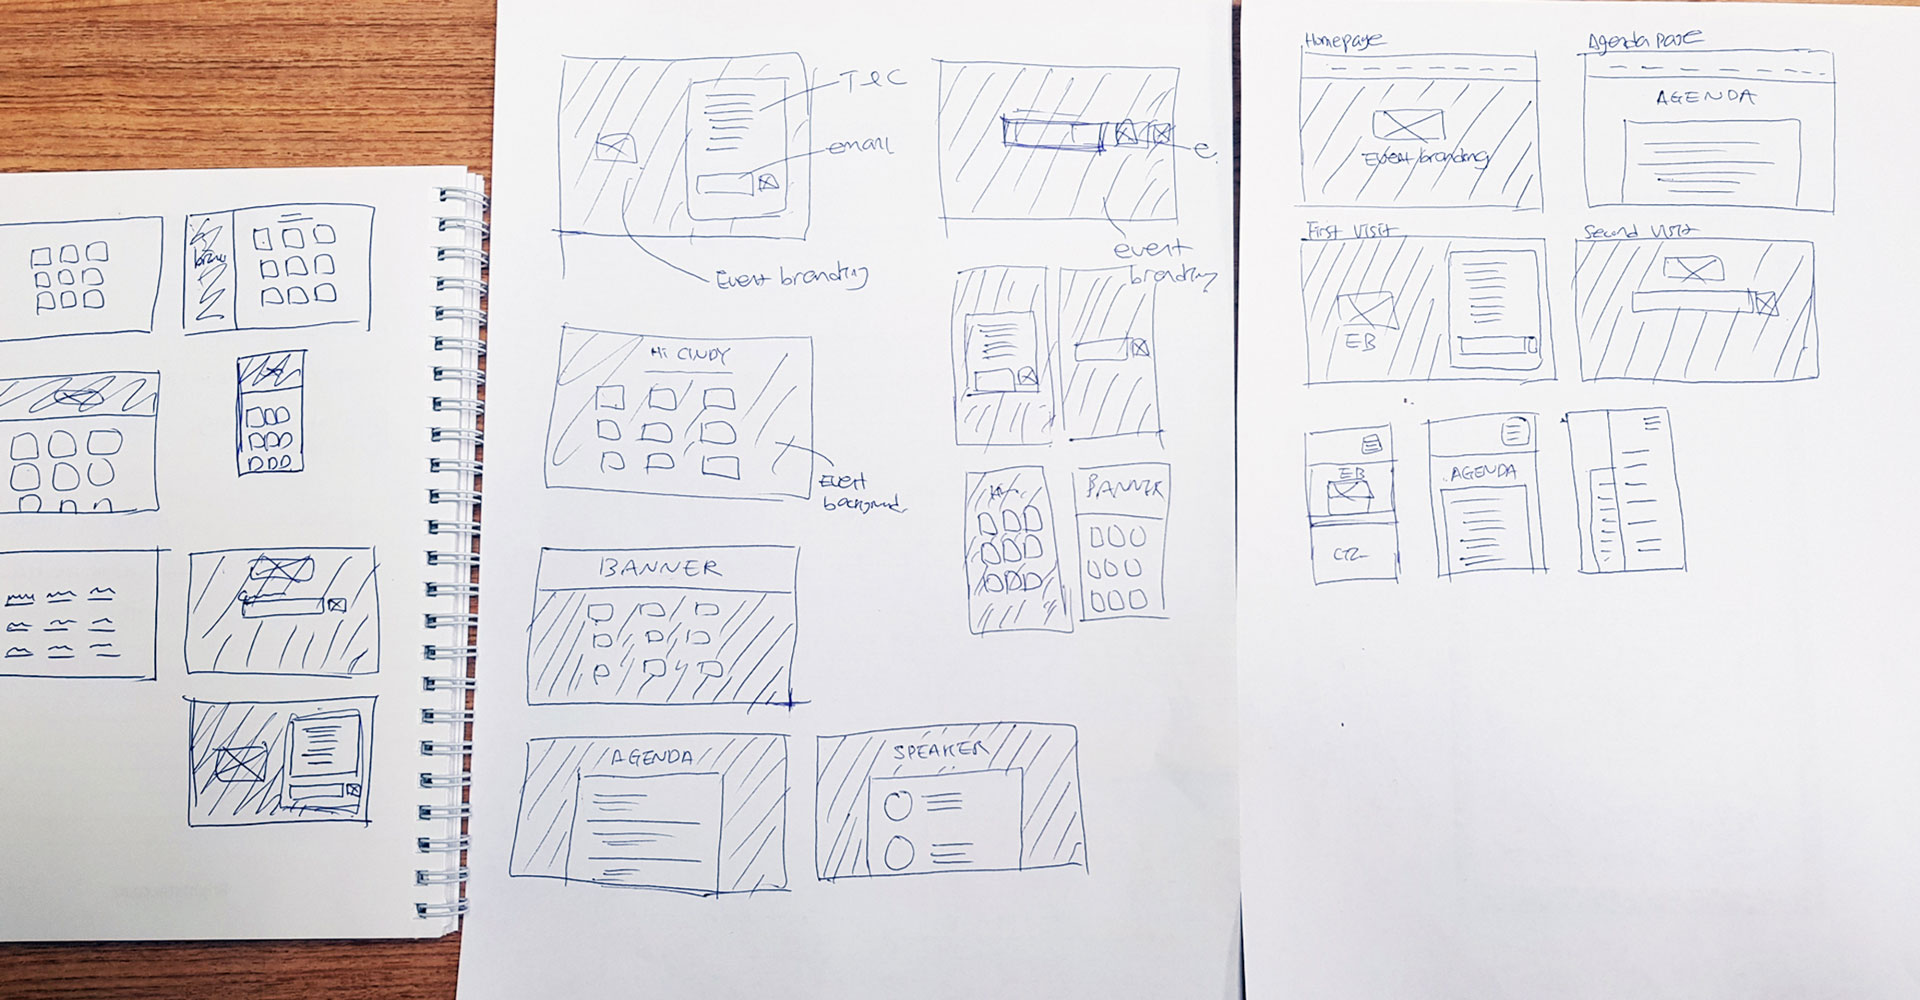 T&C
email
Event branding
event
branding
Hi CINDY
Event
background
BANNER
BANNER
AGENDA
SPEAKER
Homepage
Event branding
Agenda page
AGENDA
First Visit
EB
Second Visit
EB
AGENDA